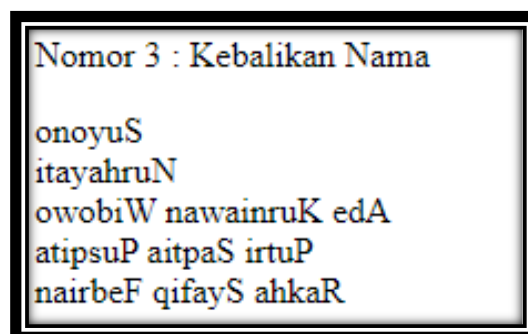 Nomor 3 : Kebalikan Nama
onoyuS
itayahruN
owobiW nawainruK edA
atipsuP aitpaS irtuP
nairbeF qifayS ahkaR